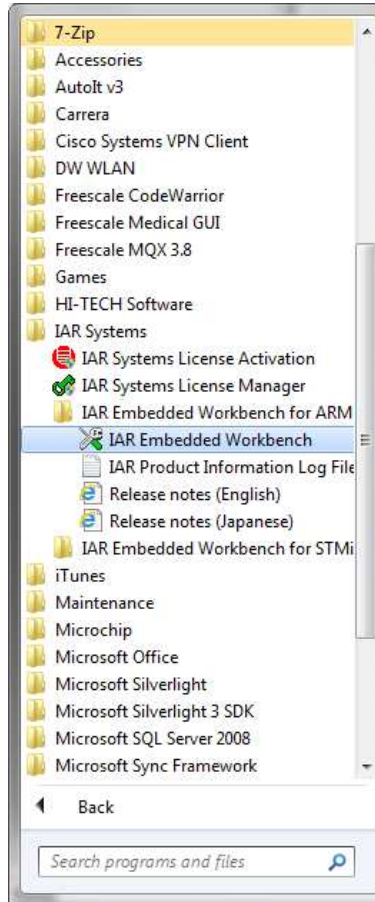 7-Zip
Accessories
AutoIt v3
Carrera
Cisco Systems VPN Client
DW WLAN
Freescale CodeWarrior
Freescale Medical GUI
Freescale MQX 3.8
Games
HI-TECH Software
IAR Systems
IAR Systems License Activation
IAR Systems License Manager
IAR Embedded Workbench for ARM
IAR Embedded Workbench
IAR Product Information Log File
Release notes (English)
Release notes (Japanese)
IAR Embedded Workbench for STMi
iTunes
Maintenance
Microchip
Microsoft Office
Microsoft Silverlight
Microsoft Silverlight 3 SDK
Microsoft SQL Server 2008
Microsoft Sync Framework
Back
Search programs and files